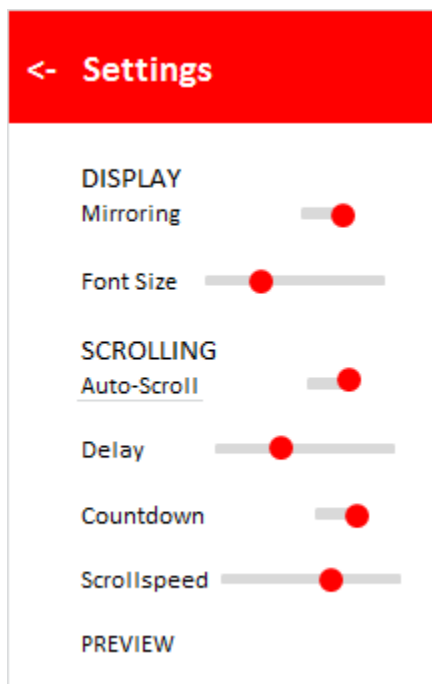 <- Settings
DISPLAY
Mirroring
Font Size
SCROLLING
Auto-Scroll
Delay
Countdown
Scrollspeed
PREVIEW